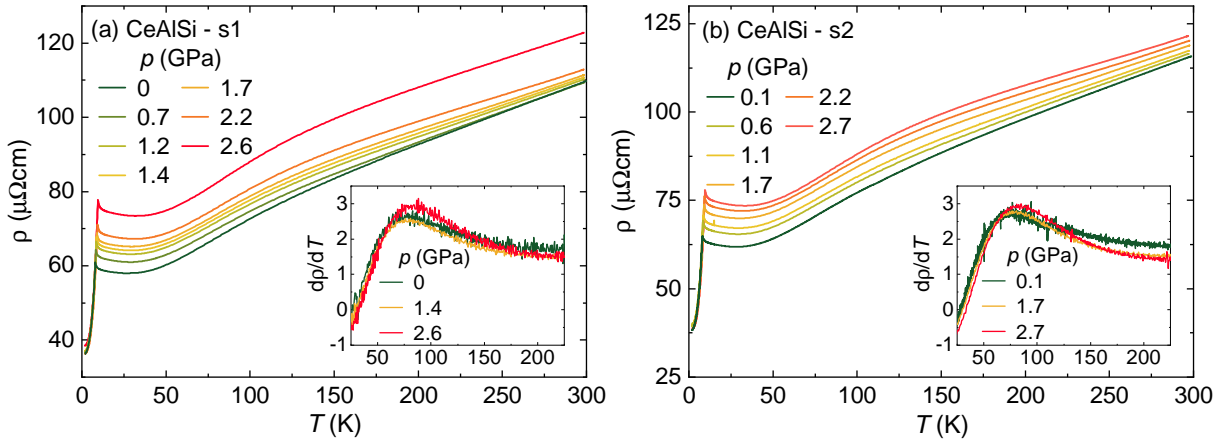 (a) CeAlSi - s1
p (GPa)
0
0.7
1.2
1.4
1.7
2.2
2.6
ρ (μΩcm)
40
60
80
100
120
0 50 100 150 200 250 300
T (K)
dρ/dT
-1
0
1
2
3
p (GPa)
0
1.4
2.6
50 100 150 200
(b) CeAlSi - s2
p (GPa)
0.1
0.6
1.1
1.7
2.2
2.7
ρ (μΩcm)
25
50
75
100
125
0 50 100 150 200 250 300
T (K)
dρ/dT
-1
0
1
2
3
p (GPa)
0.1
1.7
2.7
50 100 150 200